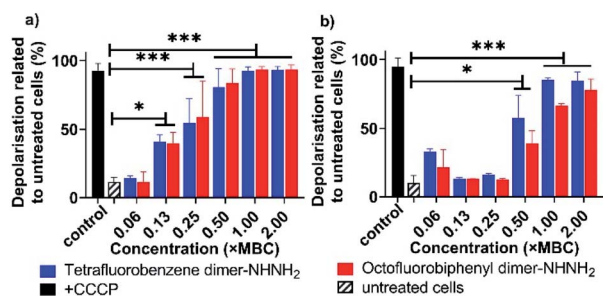 a)
Depolarisation related
to untreated cells (%)
100
50
0
***
***
*
control
0.06
0.13
0.25
0.50
1.00
2.00
Concentration (×MBC)
b)
Depolarisation related
to untreated cells (%)
100
50
0
***
*
control
0.06
0.13
0.25
0.50
1.00
2.00
Concentration (×MBC)
Tetrafluorobenzene dimer-NHNH₂
Octofluorobiphenyl dimer-NHNH₂
+CCCP
untreated cells